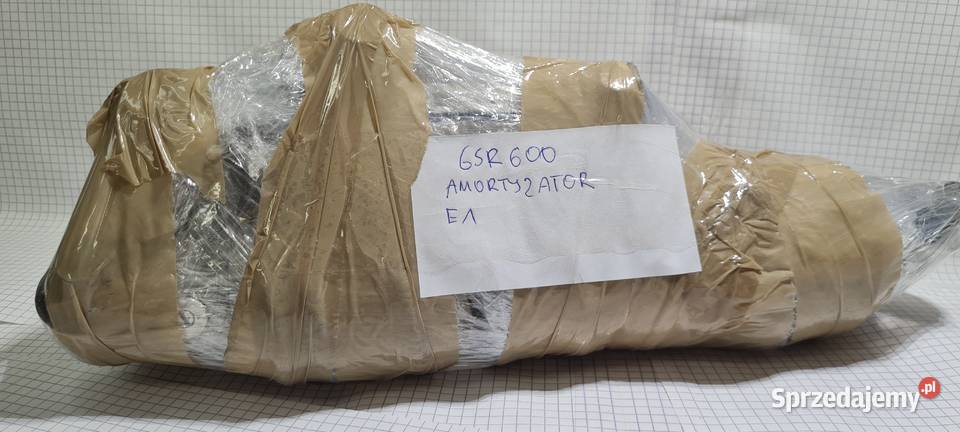 GSR600
AMORTYZATOR
E1
Sprzedajemy.pl